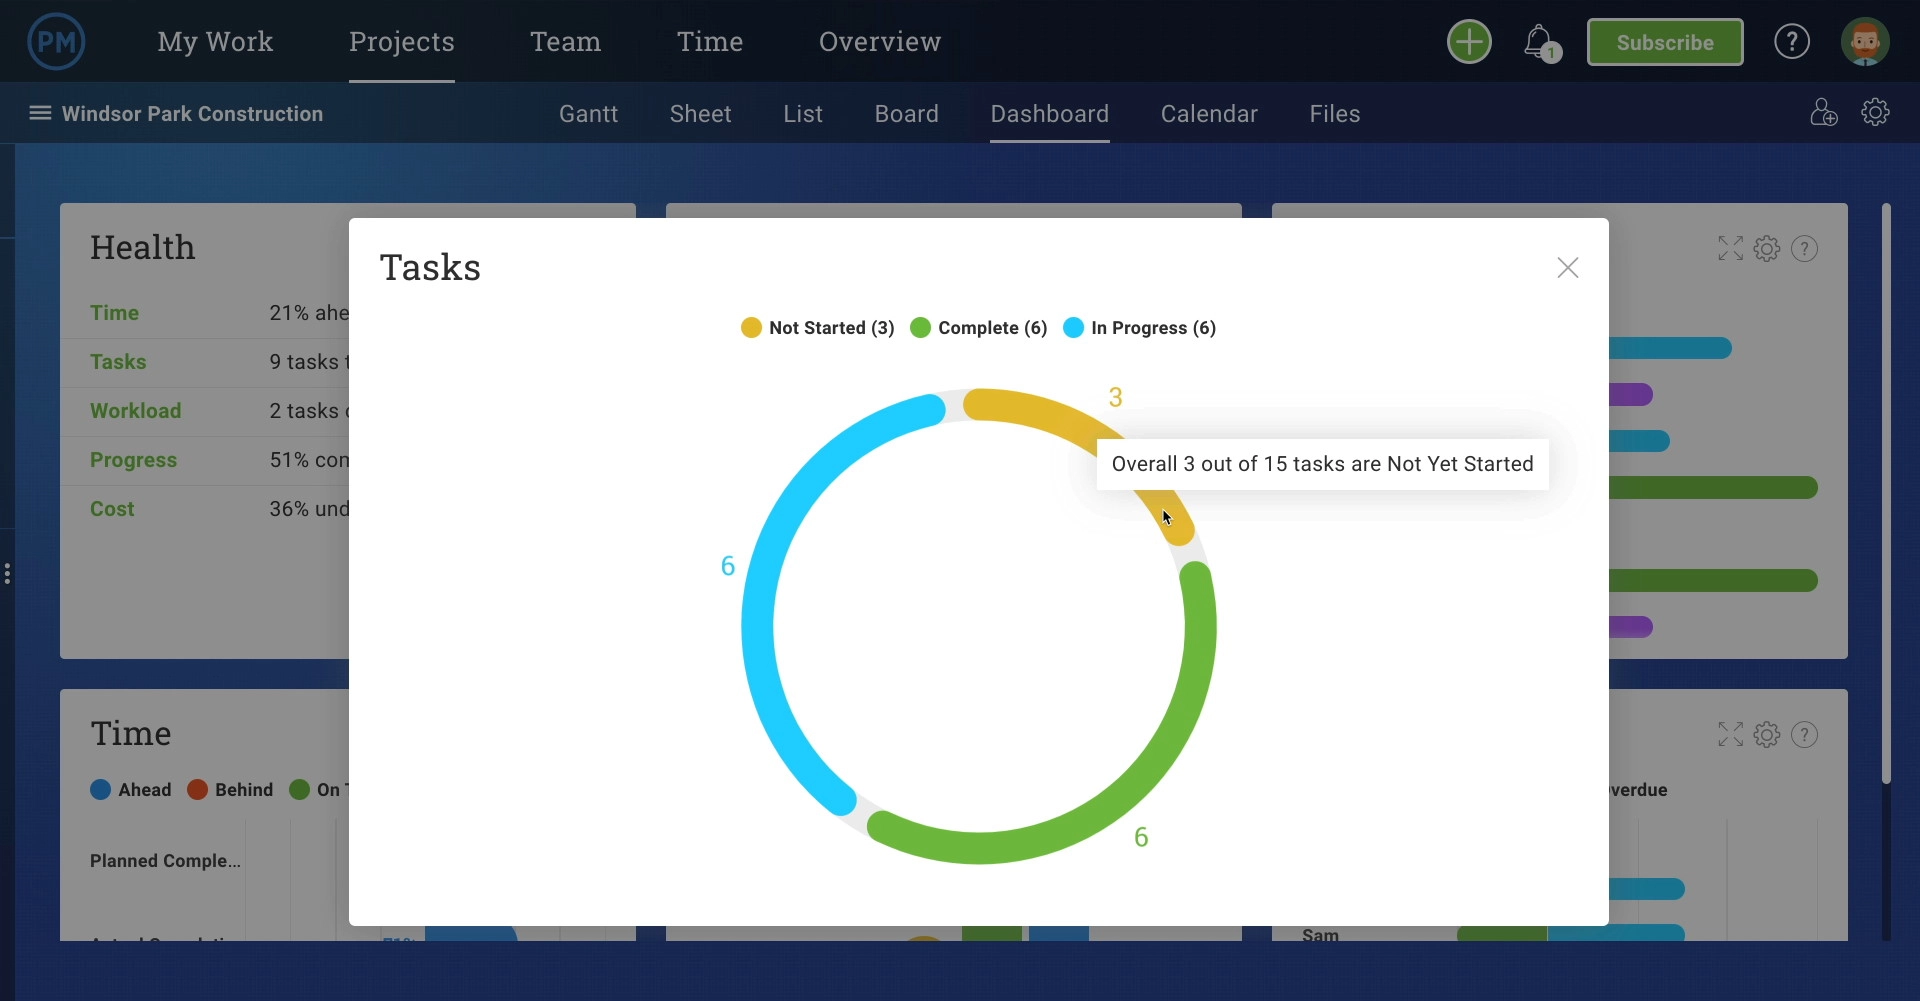 PM
My Work
Projects
Team
Time
Overview
1
Subscribe
?
Windsor Park Construction
Gantt
Sheet
List
Board
Dashboard
Calendar
Files
Health
Time 21% ahe
Tasks 9 tasks t
Workload 2 tasks
Progress 51% com
Cost 36% und
Tasks
Not Started (3) Complete (6) In Progress (6)
3
Overall 3 out of 15 tasks are Not Yet Started
6
6
?
Time
Ahead Behind On
Planned Comple...
?
verdue
Sam